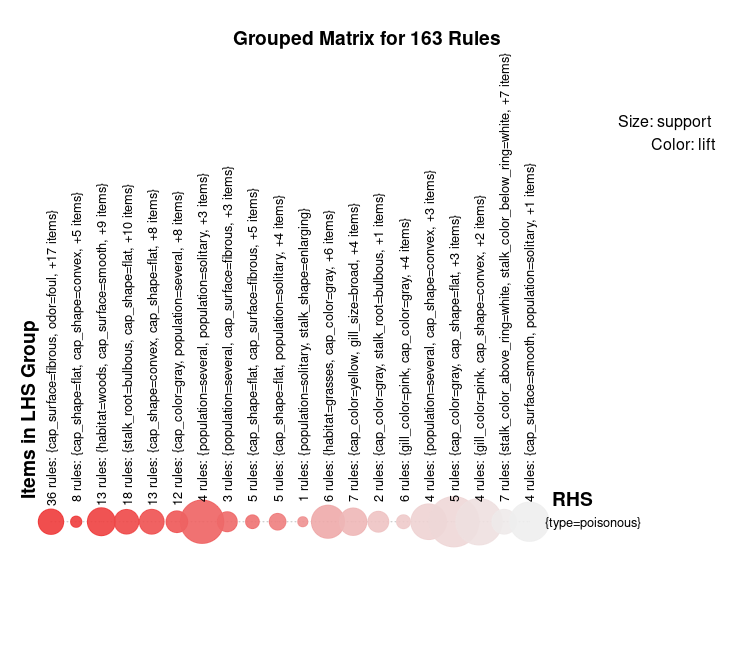 Grouped Matrix for 163 Rules
Size: support
Color: lift
Items in LHS Group
36 rules: {cap_surface=fibrous, odor=foul, +17 items}
8 rules: {cap_shape=flat, cap_shape=convex, +5 items}
13 rules: {habitat=woods, cap_surface=smooth, +9 items}
18 rules: {stalk_root=bulbous, cap_shape=flat, +10 items}
13 rules: {cap_shape=convex, cap_shape=flat, +8 items}
12 rules: {cap_color=gray, population=several, +8 items}
4 rules: {population=several, population=solitary, +3 items}
3 rules: {population=several, cap_surface=fibrous, +3 items}
5 rules: {cap_shape=flat, cap_surface=fibrous, +5 items}
5 rules: {cap_shape=flat, population=solitary, +4 items}
1 rules: {population=solitary, stalk_shape=enlarging}
6 rules: {habitat=grasses, cap_color=gray, +6 items}
7 rules: {cap_color=yellow, gill_size=broad, +4 items}
2 rules: {cap_color=gray, stalk_root=bulbous, +1 items}
6 rules: {gill_color=pink, cap_color=gray, +4 items}
4 rules: {population=several, cap_shape=convex, +3 items}
5 rules: {cap_color=gray, cap_shape=flat, +3 items}
4 rules: {gill_color=pink, cap_shape=convex, +2 items}
7 rules: {stalk_color_above_ring=white, stalk_color_below_ring=white, +7 items}
4 rules: {cap_surface=smooth, population=solitary, +1 items}
RHS
{type=poisonous}